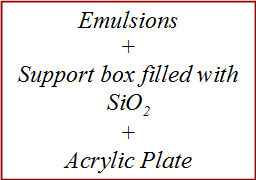 Emulsions
+
Support box filled with
SiO₂
+
Acrylic Plate